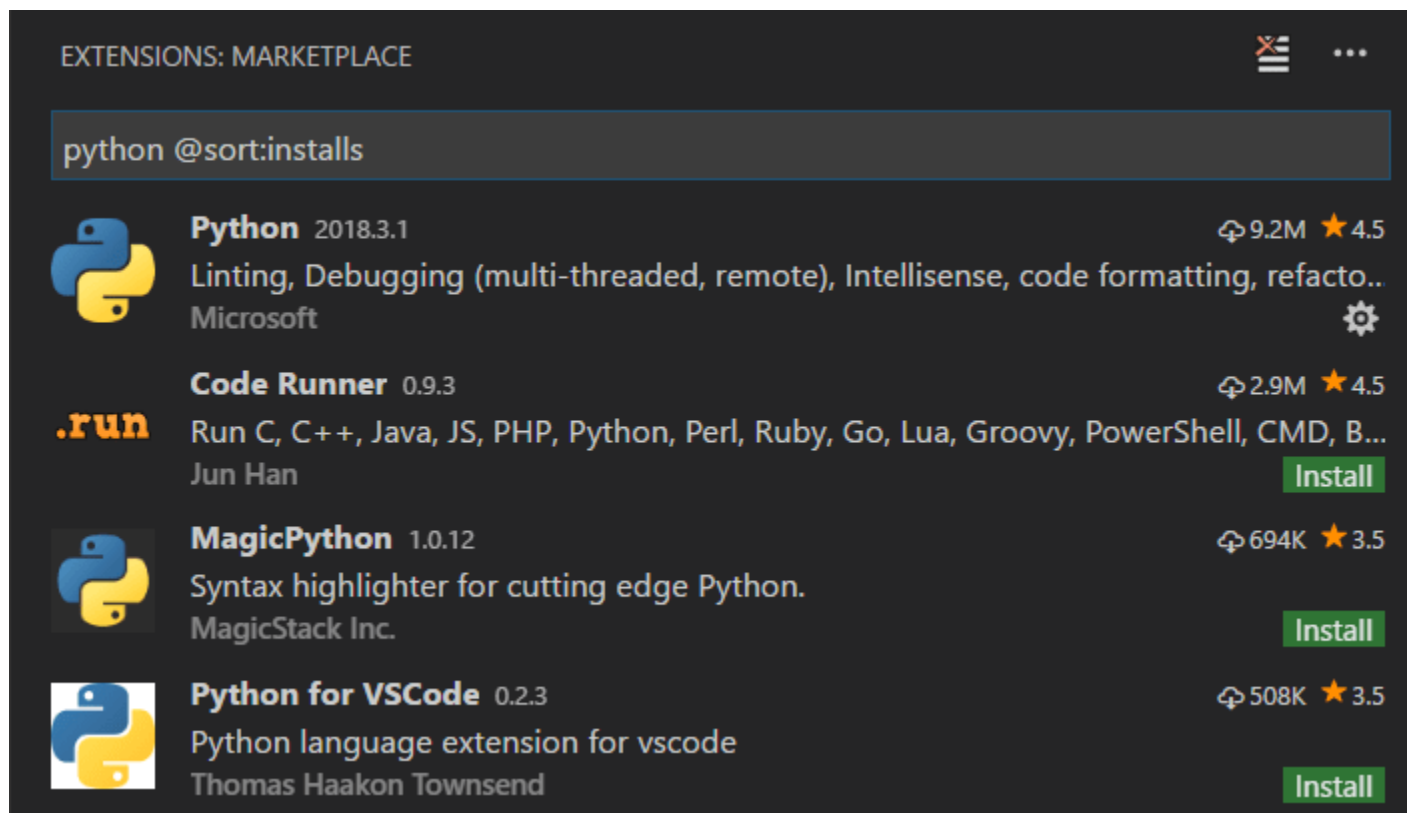 EXTENSIONS: MARKETPLACE
python @sort:installs
Python 2018.3.1 9.2M 4.5
Linting, Debugging (multi-threaded, remote), Intellisense, code formatting, refacto...
Microsoft
Code Runner 0.9.3 2.9M 4.5
.run
Run C, C++, Java, JS, PHP, Python, Perl, Ruby, Go, Lua, Groovy, PowerShell, CMD, B...
Jun Han Install
MagicPython 1.0.12 694K 3.5
Syntax highlighter for cutting edge Python.
MagicStack Inc. Install
Python for VSCode 0.2.3 508K 3.5
Python language extension for vscode
Thomas Haakon Townsend Install